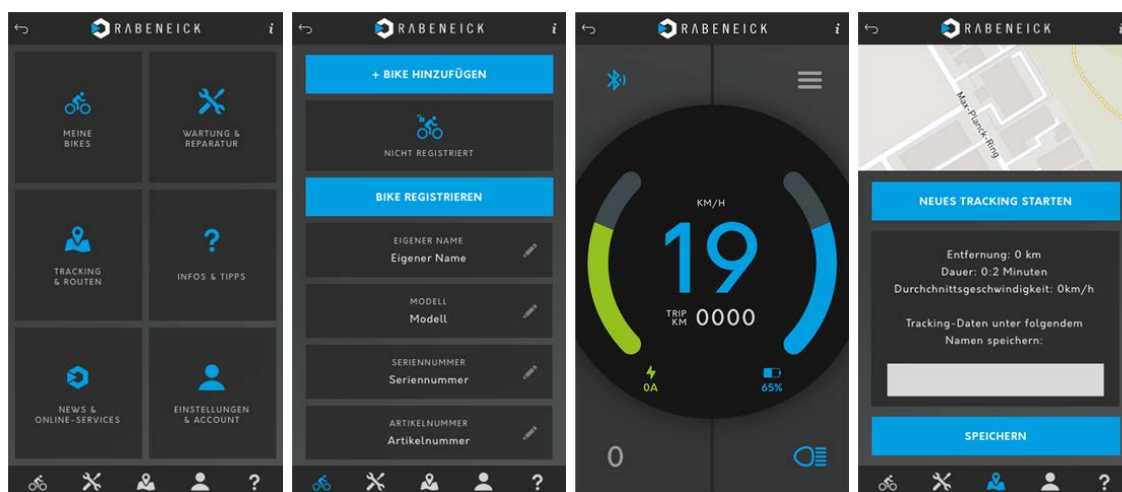 RABENEICK i
MEINE
BIKES
WARTUNG &
REPARATUR
TRACKING
& ROUTEN
?
INFOS & TIPPS
NEWS &
ONLINE-SERVICES
EINSTELLUNGEN
& ACCOUNT
?
RABENEICK i
+ BIKE HINZUFÜGEN
NICHT REGISTRIERT
BIKE REGISTRIEREN
EIGENER NAME
Eigener Name
MODELL
Modell
SERIENNUMMER
Seriennummer
ARTIKELNUMMER
Artikelnummer
?
RABENEICK i
KM/H
19
TRIP
KM 0000
0A
65%
0
RABENEICK i
Max-Planck-Ring
NEUES TRACKING STARTEN
Entfernung: 0 km
Dauer: 0:2 Minuten
Durchchnittsgeschwindigkeit: 0km/h
Tracking-Daten unter folgendem
Namen speichern:
SPEICHERN
?